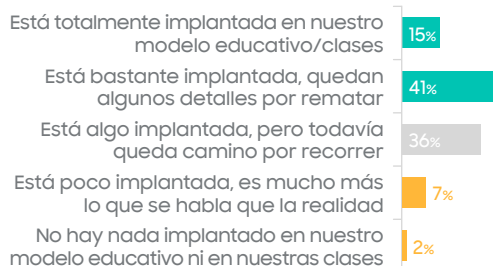 Está totalmente implantada en nuestro
modelo educativo/clases
15%
Está bastante implantada, quedan
algunos detalles por rematar
41%
Está algo implantada, pero todavía
queda camino por recorrer
36%
Está poco implantada, es mucho más
lo que se habla que la realidad
7%
No hay nada implantado en nuestro
modelo educativo ni en nuestras clases
2%